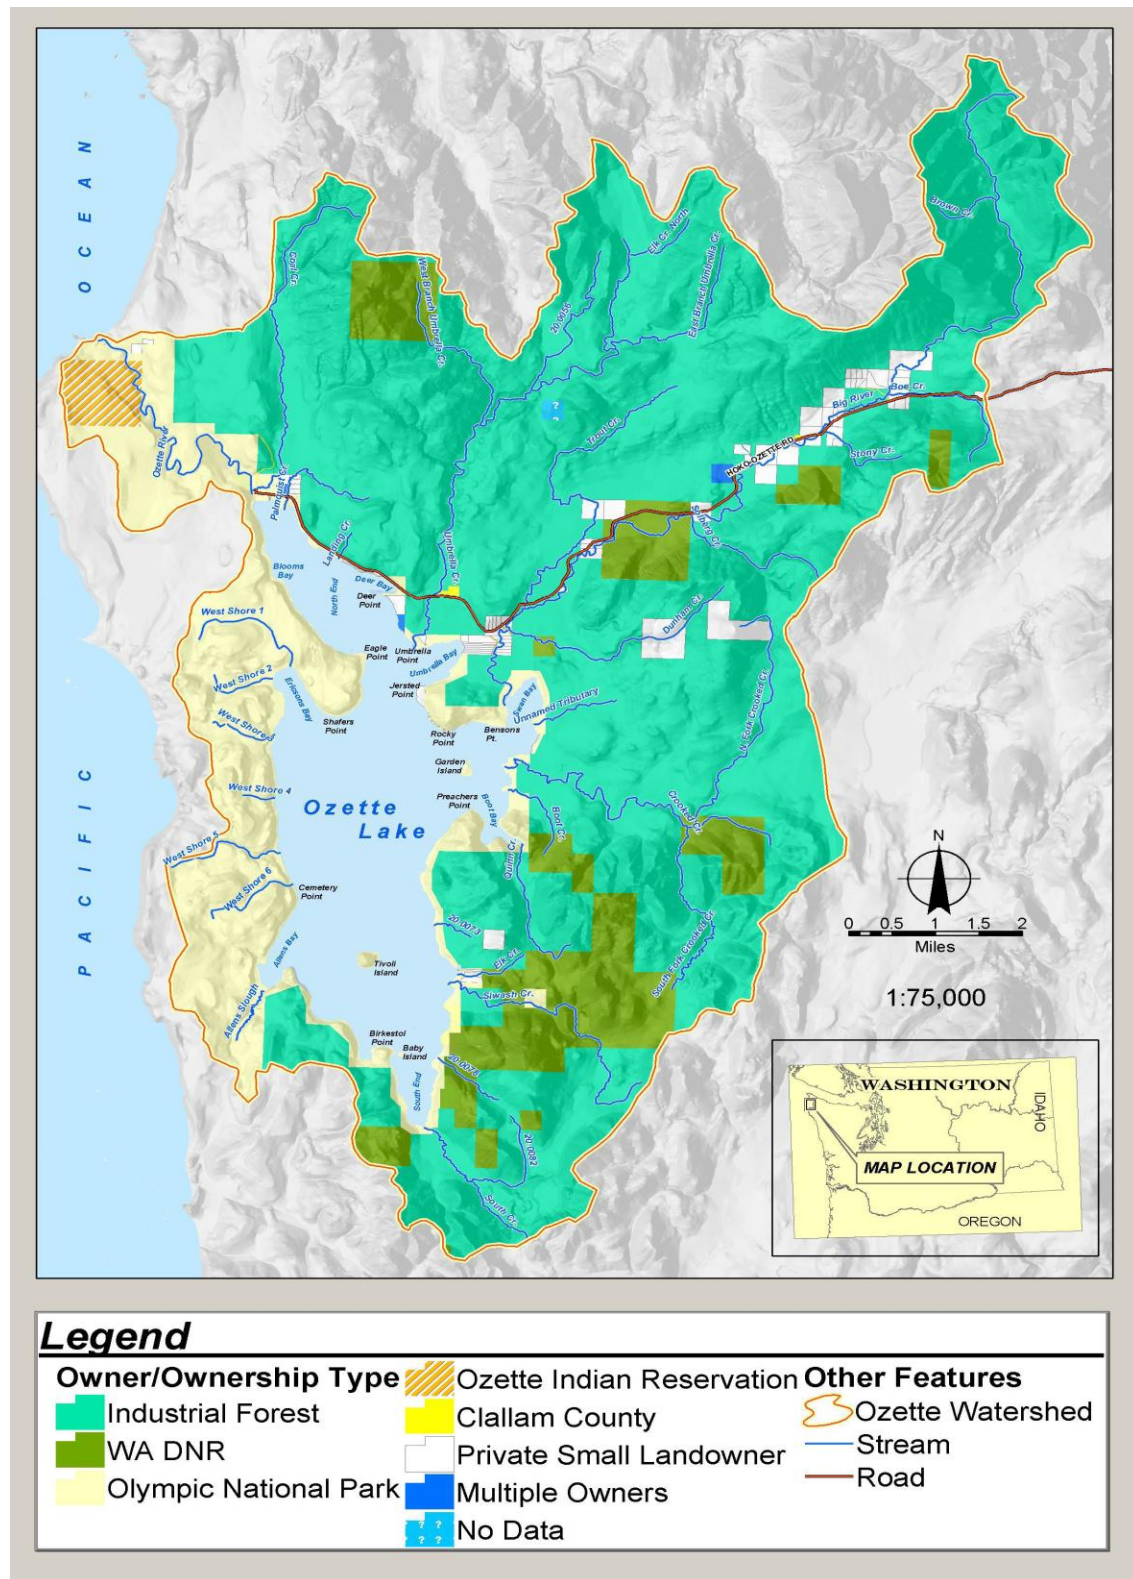 PACIFIC OCEAN
Coal Cr.
West Branch Umbrella Cr.
20.0056
Elk Cr. North
East Branch Umbrella Cr.
Brown Cr.
Ozette River
Palmquist Cr.
Trout Cr.
? ?
HOKO-OZETTE RD
Big River
Boe Cr.
Stony Cr.
Solberg Cr.
Landing Cr.
Umbrella Cr.
Blooms
Bay
North End
Deer Bay
Deer
Point
Dunham Cr.
West Shore 1
Eagle
Point
Umbrella
Point
Umbrella Bay
West Shore 2
Ericsons Bay
Jersted
Point
Swan Bay
Unnamed Tributary
N. Fork Crooked Cr.
West Shore 3
Shafers
Point
Rocky
Point
Bensons
Pt.
Garden
Island
West Shore 4
Ozette
Lake
Preachers
Point
Boot Bay
Boot Cr.
Crooked Cr.
West Shore 5
Quinn Cr.
West Shore 6
Cemetery
Point
20.0073
South Fork Crooked Cr.
Allens Bay
Tivoli
Island
Elk Cr.
Siwash Cr.
Allens Slough
Birkestol
Point
Baby
Island
South End
20.0075
20.0082
South Cr.
N
0 0.5 1 1.5 2
Miles
1:75,000
WASHINGTON
IDAHO
MAP LOCATION
OREGON
Legend
Owner/Ownership Type
Industrial Forest
WA DNR
Olympic National Park
Ozette Indian Reservation
Clallam County
Private Small Landowner
Multiple Owners
? ?
? ?
No Data
Other Features
Ozette Watershed
Stream
Road